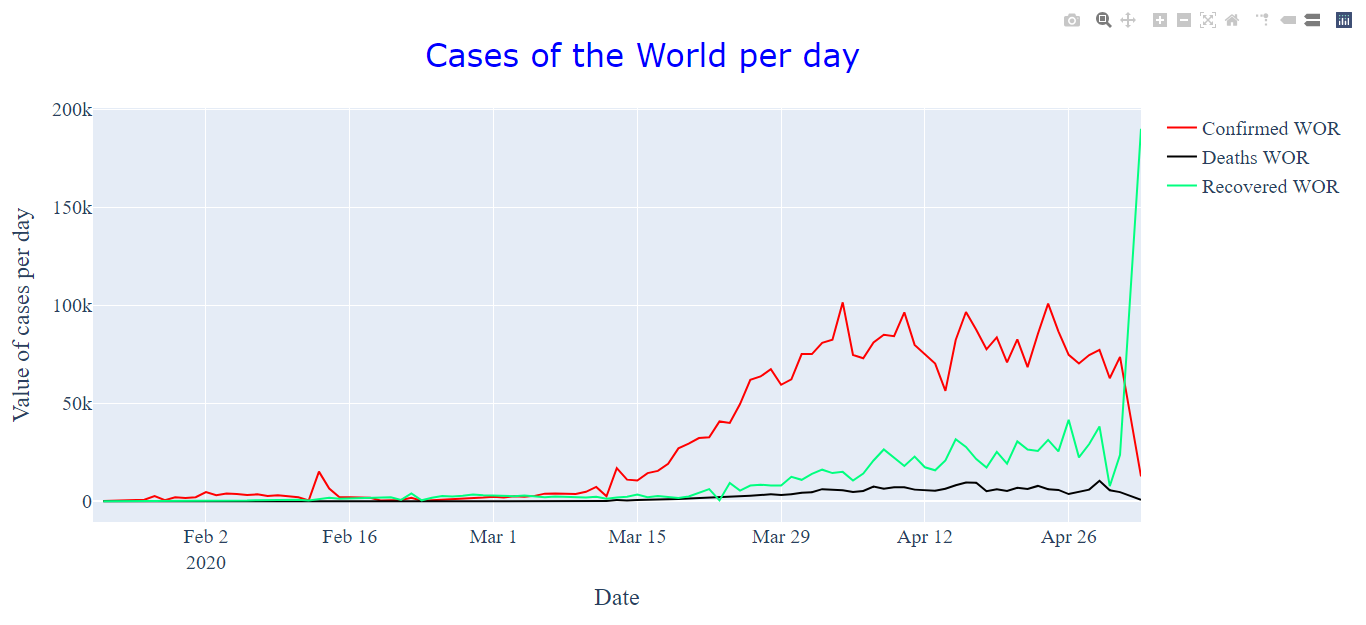 Cases of the World per day
200k
150k
100k
50k
0
Value of cases per day
Feb 2
2020
Feb 16
Mar 1
Mar 15
Mar 29
Apr 12
Apr 26
Date
Confirmed WOR
Deaths WOR
Recovered WOR